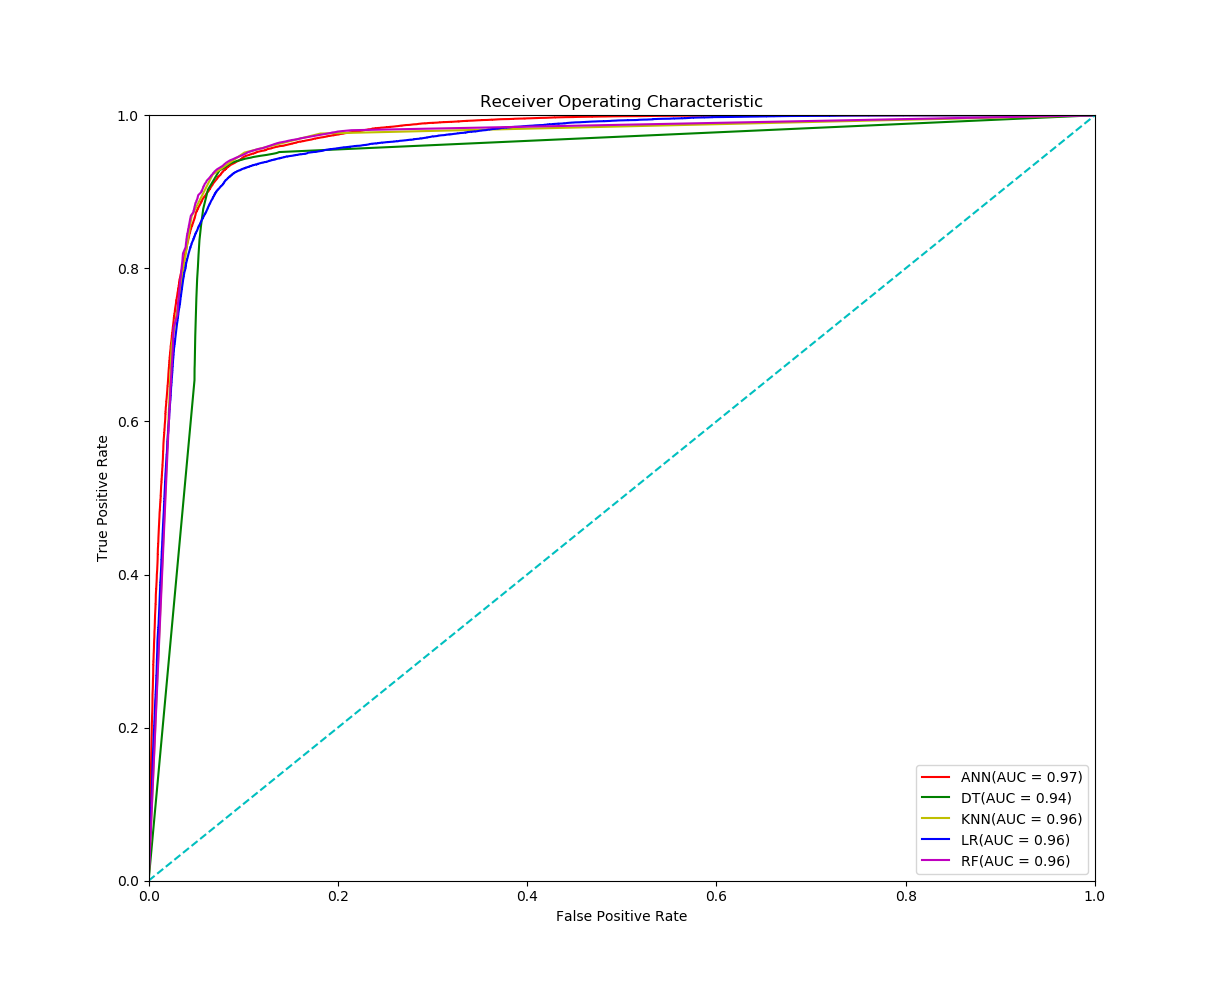 Receiver Operating Characteristic
1.0
0.8
0.6
0.4
0.2
0.0
True Positive Rate
0.0 0.2 0.4 0.6 0.8 1.0
False Positive Rate
ANN(AUC = 0.97)
DT(AUC = 0.94)
KNN(AUC = 0.96)
LR(AUC = 0.96)
RF(AUC = 0.96)